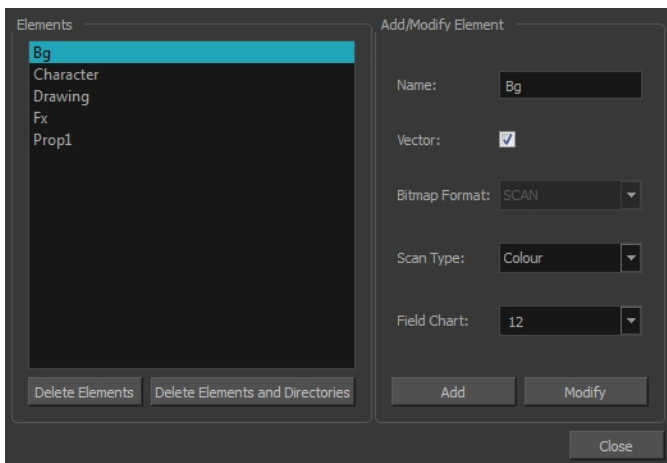 Elements
Bg
Character
Drawing
Fx
Prop1
Delete Elements
Delete Elements and Directories
Add/Modify Element
Name: Bg
Vector:
Bitmap Format: SCAN
Scan Type: Colour
Field Chart: 12
Add
Modify
Close